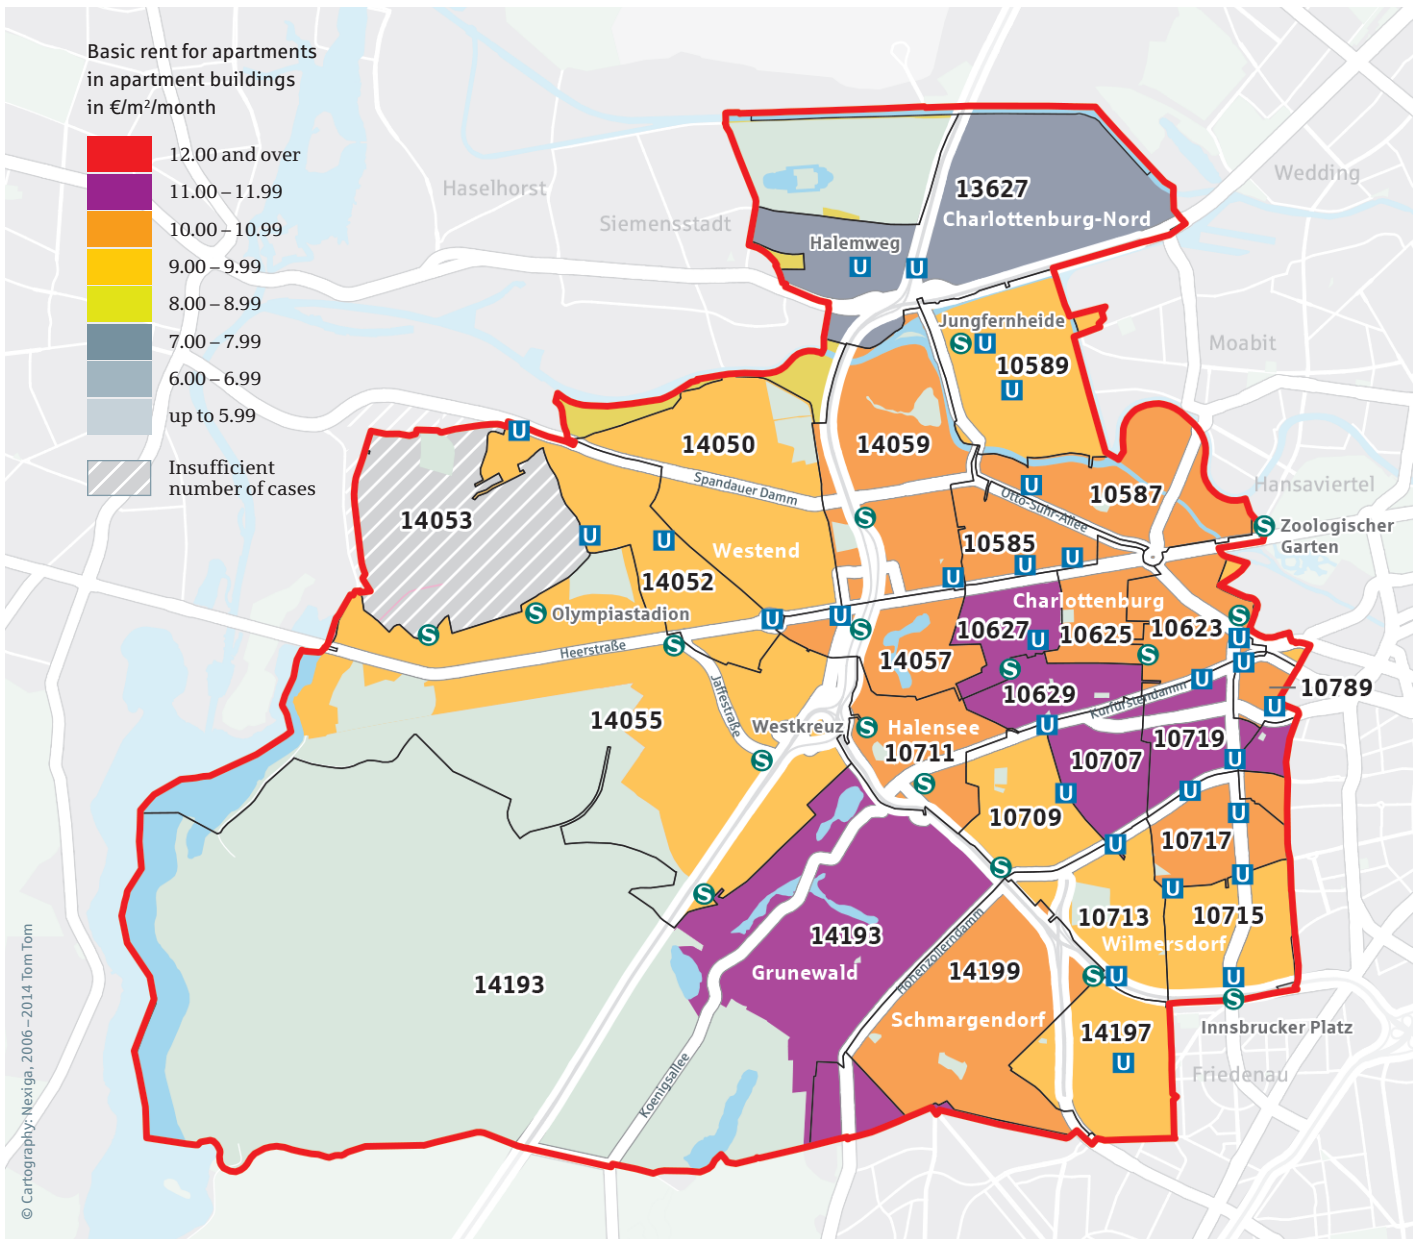 Basic rent for apartments
in apartment buildings
in €/m²/month
12.00 and over
11.00 – 11.99
10.00 – 10.99
9.00 – 9.99
8.00 – 8.99
7.00 – 7.99
6.00 – 6.99
up to 5.99
Insufficient
number of cases
Haselhorst
Siemensstadt
Wedding
13627
Charlottenburg-Nord
Halemweg
U
U
Jungfernheide
S U
10589
U
Moabit
U
14050
14059
Spandauer Damm
Hansaviertel
14053
U
10587
Otto-Suhr-Allee
S
S Zoologischer
Garten
U
U
Westend
10585
U
U
U
14052
Charlottenburg
S Olympiastadion
U
U
S
S
10627
U
10625
10623
S
U
S
Heerstraße
S
14057
S
U
10629
U
10789
U
Jaffestraße
14055
Westkreuz
S
Halensee
10711
U
Kurfürstendamm
10719
S
S
10707
U
U
U
10709
U
10717
U
S
U
U
S
14193
10713
10715
Wilmersdorf
Grunewald
Hohenzollerndamm
14199
S U
U
S
14193
Schmargendorf
Innsbrucker Platz
14197
U
Friedenau
Koenigsallee
© Cartography: Nexiga, 2006 – 2014 Tom Tom